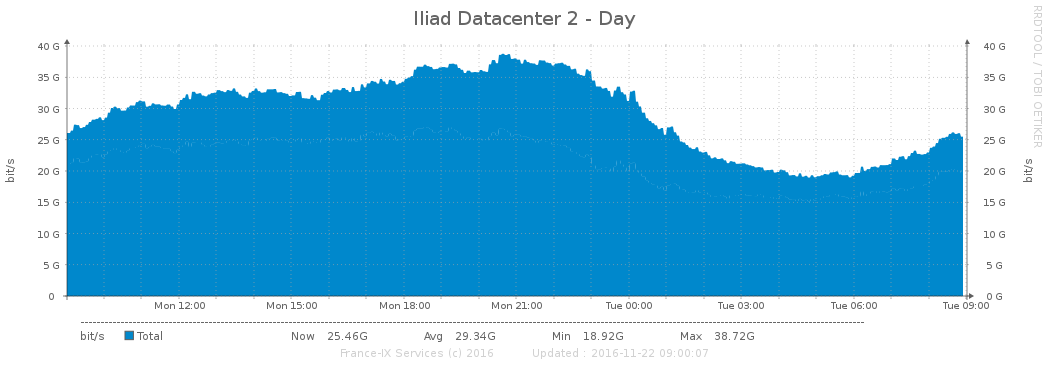 Iliad Datacenter 2 - Day
RRDTOOL / TOBI OETIKER
40 G 40 G
35 G 35 G
30 G 30 G
25 G 25 G
20 G 20 G
15 G 15 G
10 G 10 G
5 G 5 G
0 0 G
bit/s
bit/s
Mon 12:00 Mon 15:00 Mon 18:00 Mon 21:00 Tue 00:00 Tue 03:00 Tue 06:00 Tue 09:00
bit/s Total Now 25.46G Avg 29.34G Min 18.92G Max 38.72G
France-IX Services (c) 2016 Updated : 2016-11-22 09:00:07